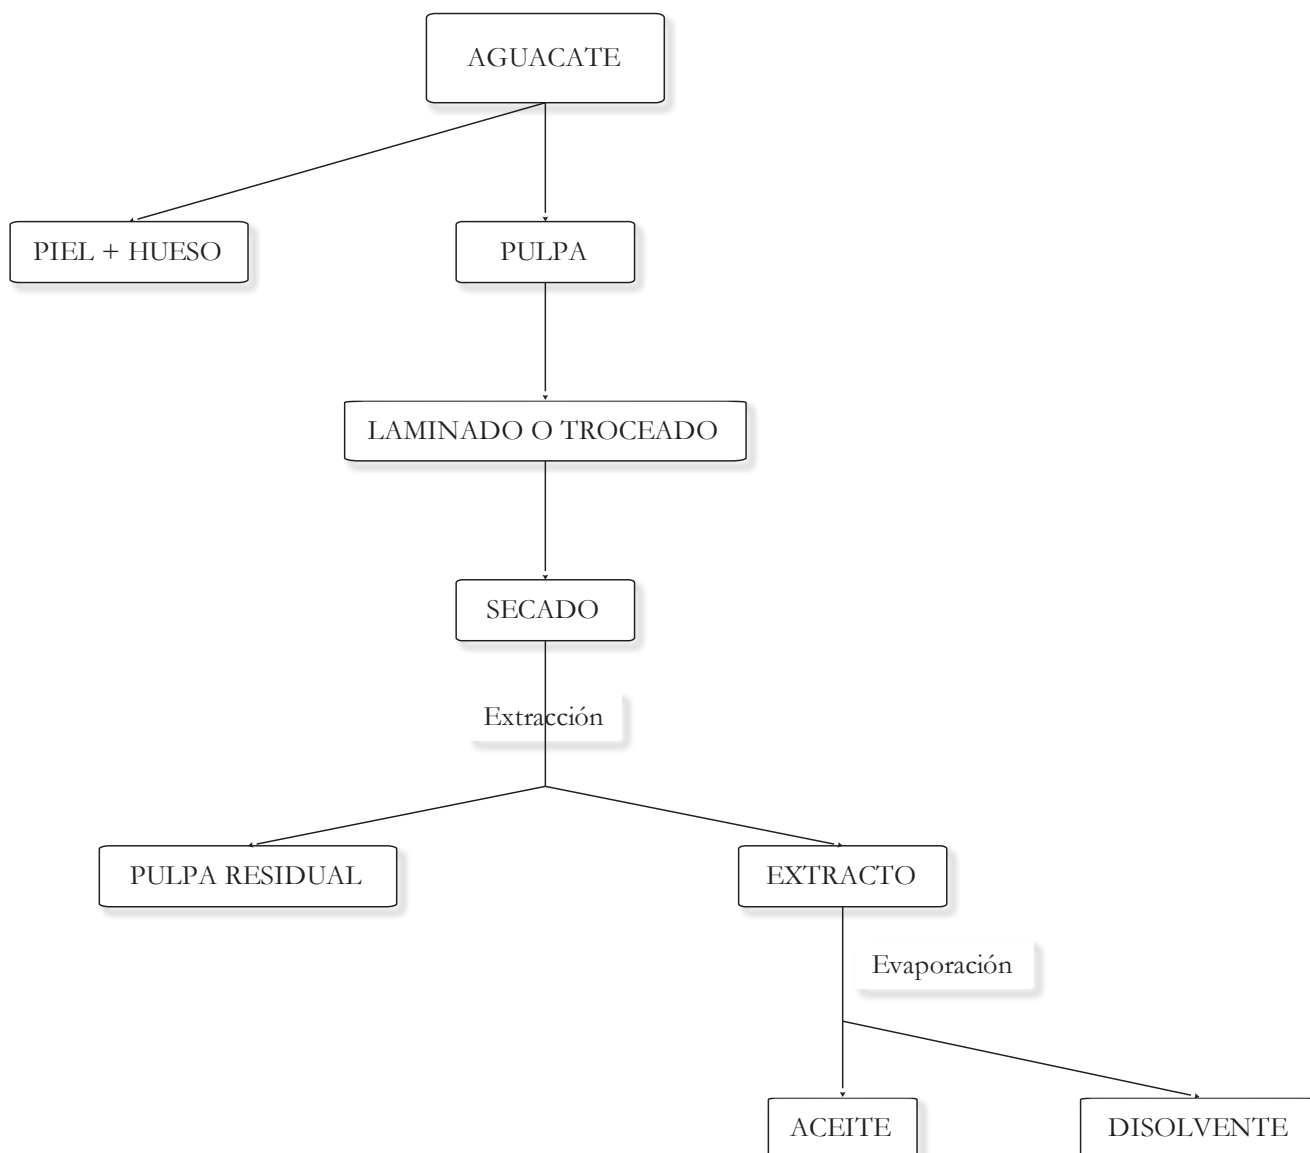 AGUACATE
PIEL + HUESO
PULPA
LAMINADO O TROCEADO
SECADO
Extracción
PULPA RESIDUAL
EXTRACTO
Evaporación
ACEITE
DISOLVENTE